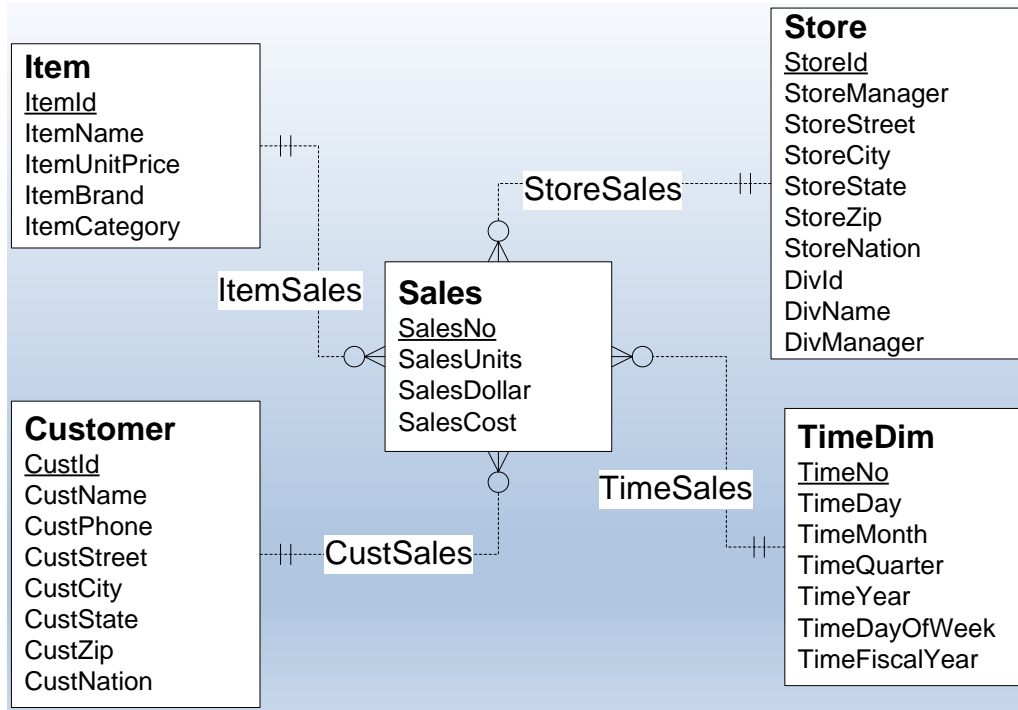 Item
ItemId
ItemName
ItemUnitPrice
ItemBrand
ItemCategory
Store
StoreId
StoreManager
StoreStreet
StoreCity
StoreState
StoreZip
StoreNation
DivId
DivName
DivManager
StoreSales
ItemSales
Sales
SalesNo
SalesUnits
SalesDollar
SalesCost
Customer
CustId
CustName
CustPhone
CustStreet
CustCity
CustState
CustZip
CustNation
CustSales
TimeSales
TimeDim
TimeNo
TimeDay
TimeMonth
TimeQuarter
TimeYear
TimeDayOfWeek
TimeFiscalYear